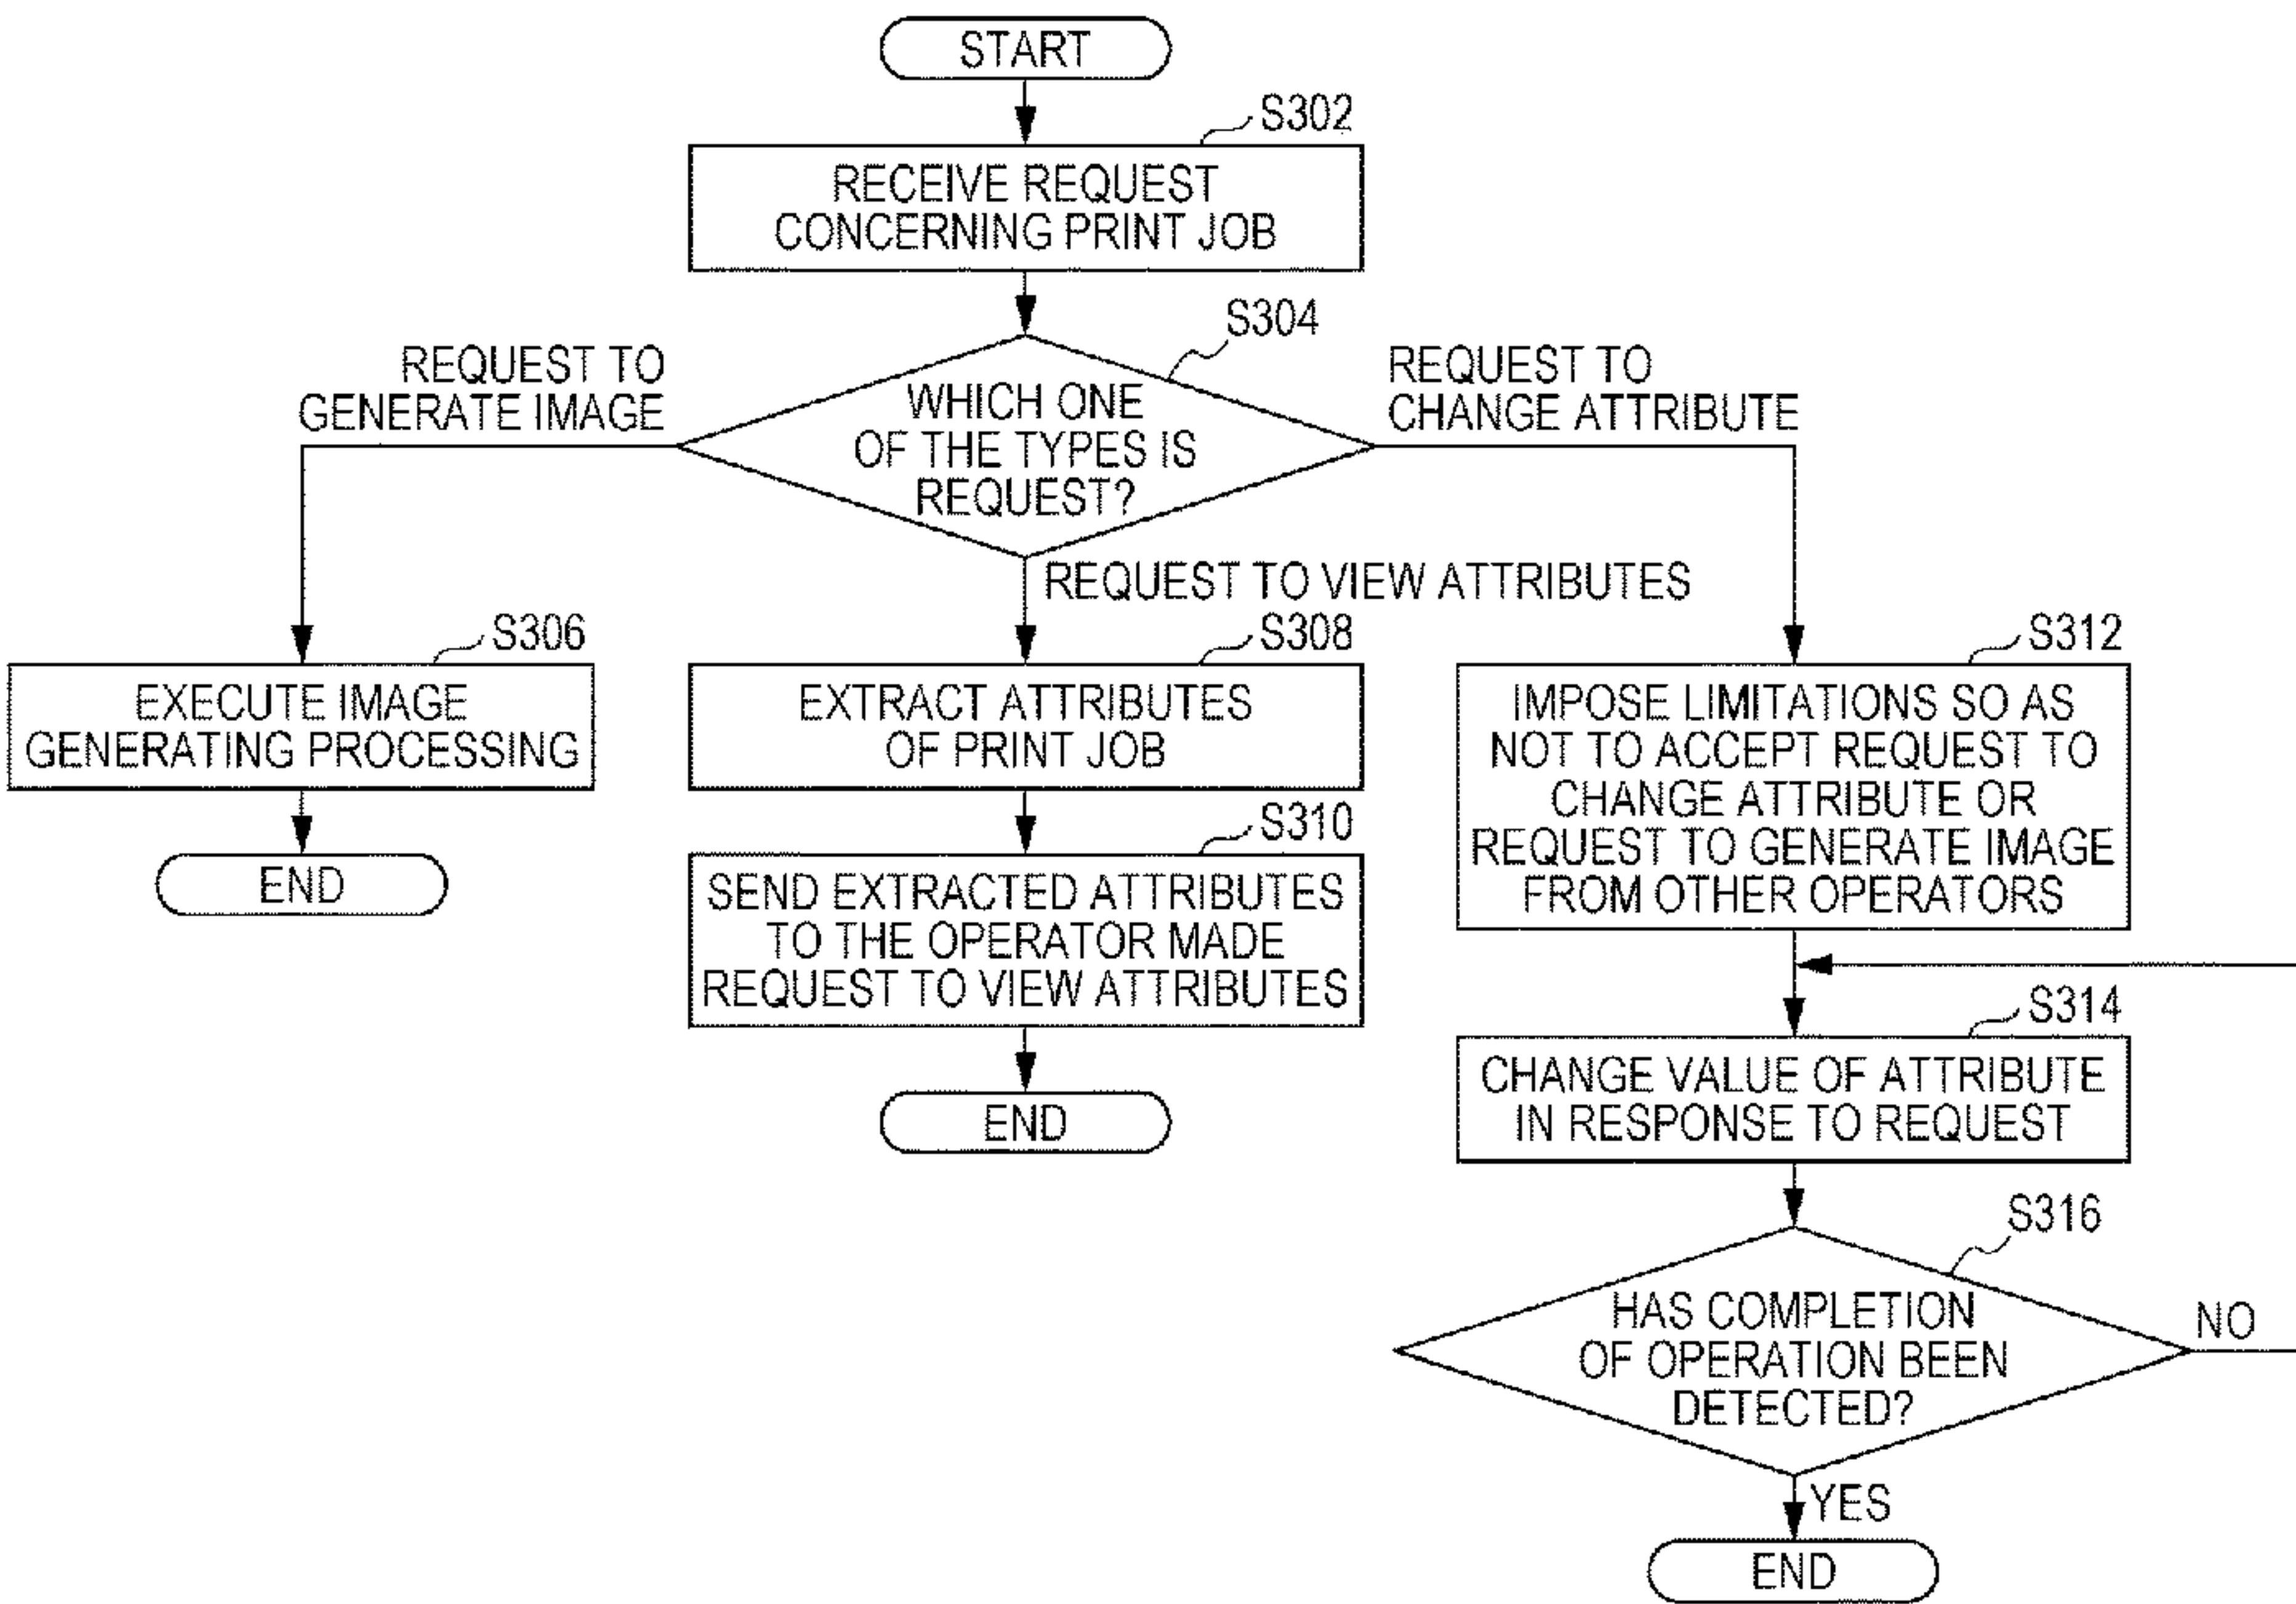 START
S302
RECEIVE REQUEST
CONCERNING PRINT JOB
S304
WHICH ONE
OF THE TYPES IS
REQUEST?
REQUEST TO
GENERATE IMAGE
REQUEST TO VIEW ATTRIBUTES
REQUEST TO
CHANGE ATTRIBUTE
S306
EXECUTE IMAGE
GENERATING PROCESSING
END
S308
EXTRACT ATTRIBUTES
OF PRINT JOB
S310
SEND EXTRACTED ATTRIBUTES
TO THE OPERATOR MADE
REQUEST TO VIEW ATTRIBUTES
END
S312
IMPOSE LIMITATIONS SO AS
NOT TO ACCEPT REQUEST TO
CHANGE ATTRIBUTE OR
REQUEST TO GENERATE IMAGE
FROM OTHER OPERATORS
S314
CHANGE VALUE OF ATTRIBUTE
IN RESPONSE TO REQUEST
S316
HAS COMPLETION
OF OPERATION BEEN
DETECTED?
NO
YES
END